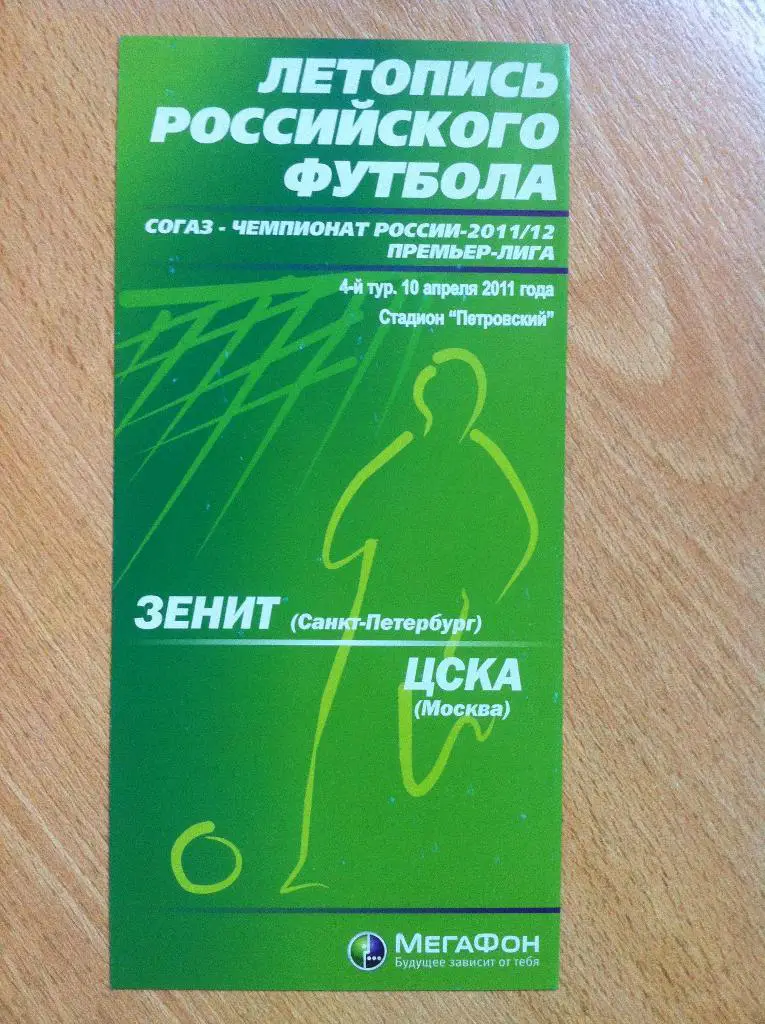 ЛЕТОПИСЬ
РОССИЙСКОГО
ФУТБОЛА
СОГАЗ - ЧЕМПИОНАТ РОССИИ-2011/12
ПРЕМЬЕР-ЛИГА
4-й тур. 10 апреля 2011 года
Стадион "Петровский"
ЗЕНИТ (Санкт-Петербург)
ЦСКА
(Москва)
МЕГАФОН
Будущее зависит от тебя